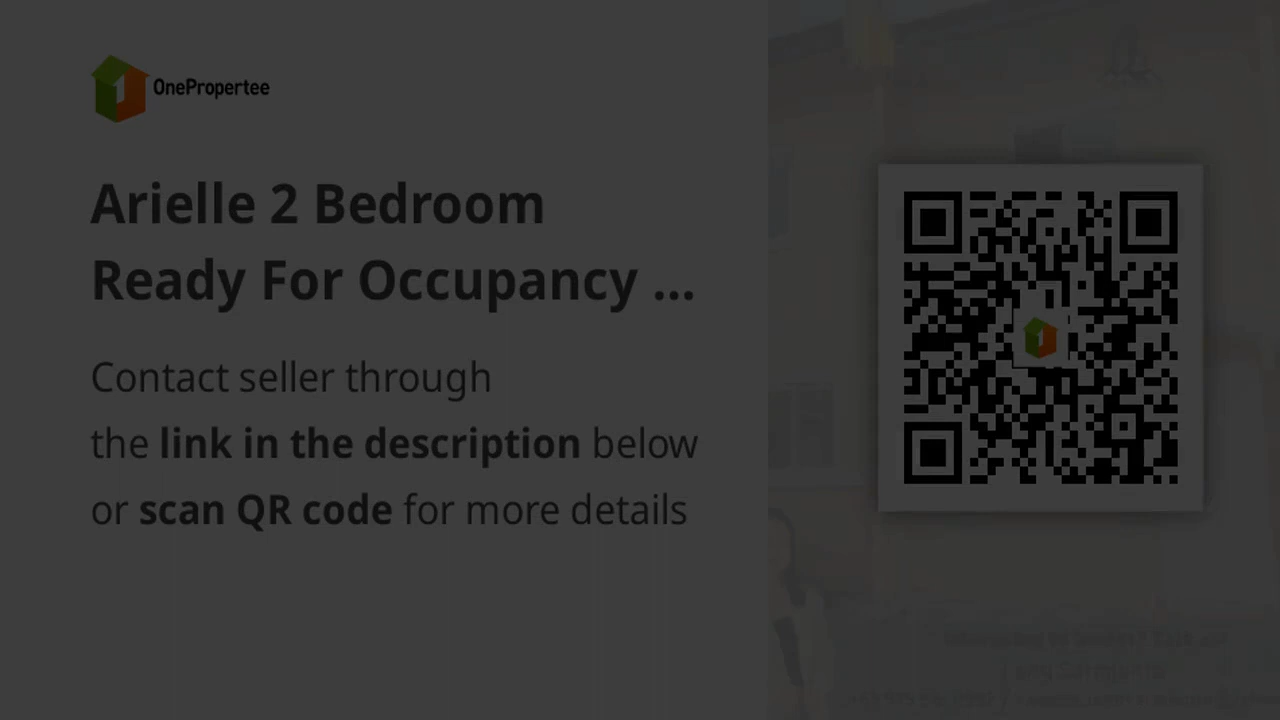 OnePropertee
Arielle 2 Bedroom
Ready For Occupancy ...
Contact seller through
the link in the description below
or scan QR code for more details